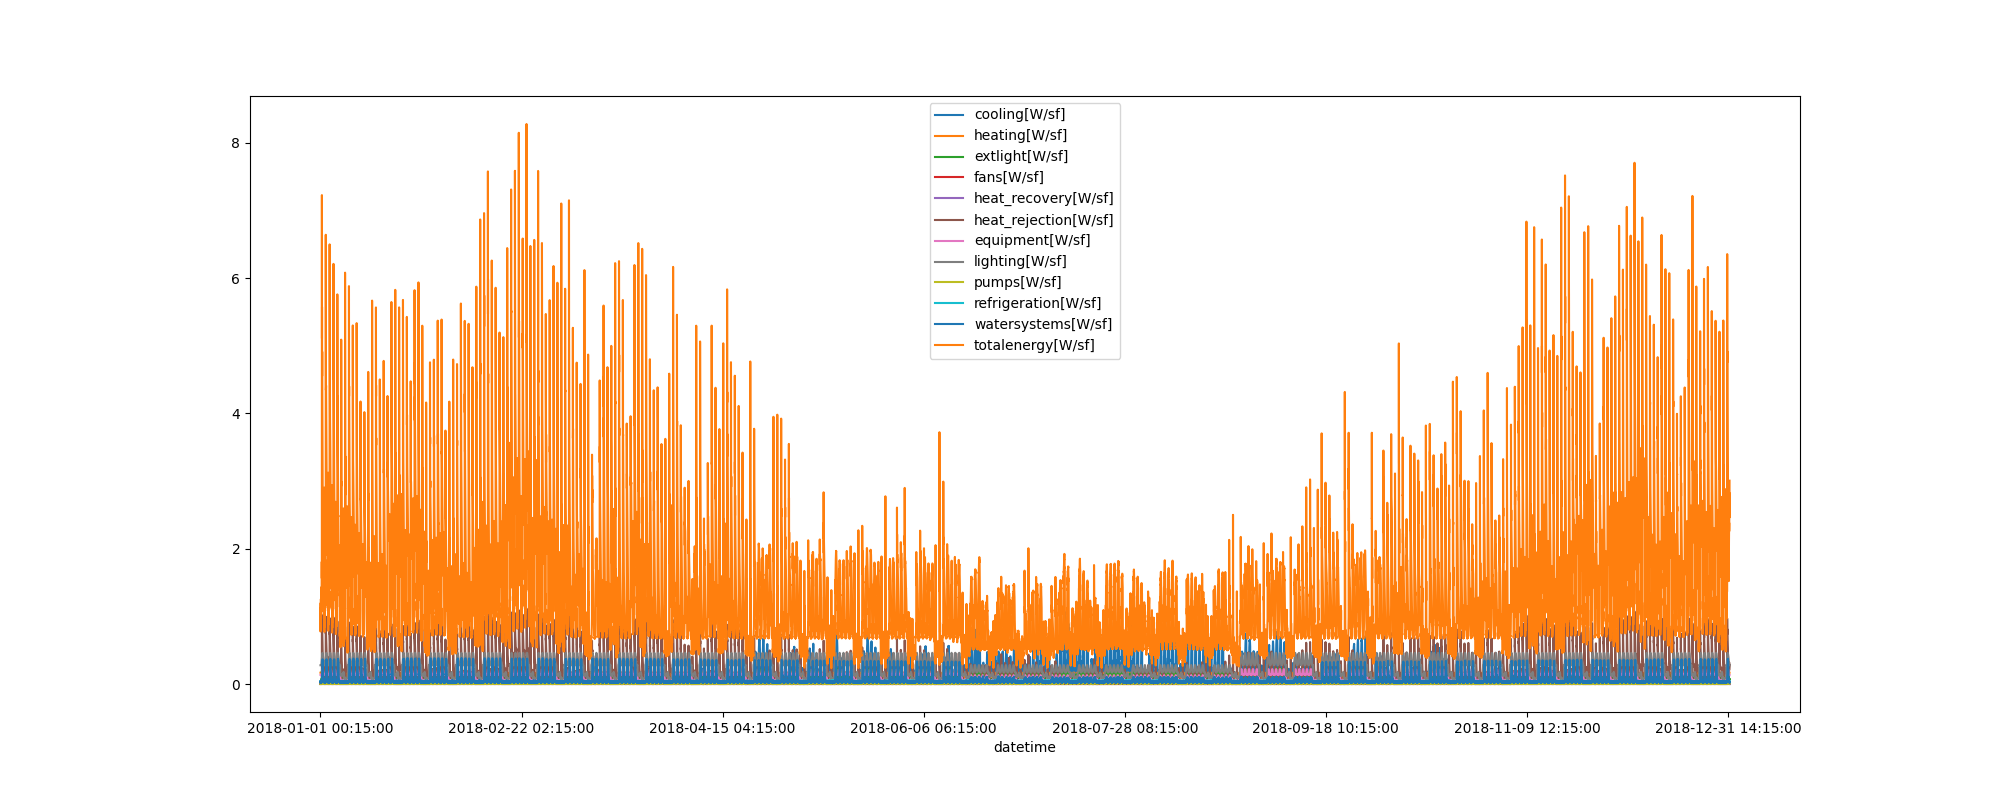 8
6
4
2
0
cooling[W/sf]
heating[W/sf]
extlight[W/sf]
fans[W/sf]
heat_recovery[W/sf]
heat_rejection[W/sf]
equipment[W/sf]
lighting[W/sf]
pumps[W/sf]
refrigeration[W/sf]
watersystems[W/sf]
totalenergy[W/sf]
2018-01-01 00:15:00 2018-02-22 02:15:00 2018-04-15 04:15:00 2018-06-06 06:15:00 2018-07-28 08:15:00 2018-09-18 10:15:00 2018-11-09 12:15:00 2018-12-31 14:15:00
datetime